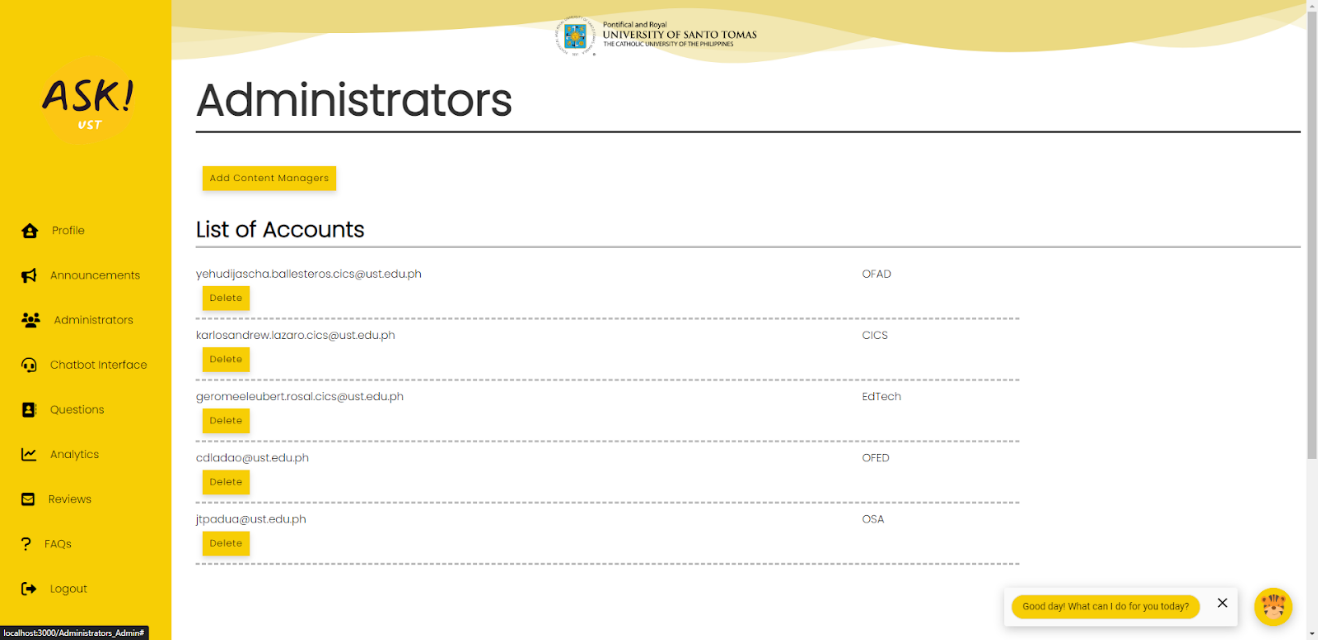 Pontifical and Royal
UNIVERSITY OF SANTO TOMAS
THE CATHOLIC UNIVERSITY OF THE PHILIPPINES
ASK!
UST
Administrators
Add Content Managers
Profile
Announcements
Administrators
Chatbot Interface
Questions
Analytics
Reviews
FAQs
Logout
List of Accounts
yehudijascha.ballesteros.cics@ust.edu.ph OFAD
Delete
karlosandrew.lazaro.cics@ust.edu.ph CICS
Delete
geromeeleubert.rosal.cics@ust.edu.ph EdTech
Delete
cdladao@ust.edu.ph OFED
Delete
jtpadua@ust.edu.ph OSA
Delete
Good day! What can I do for you today?
localhost:3000/Administrators_Admin#